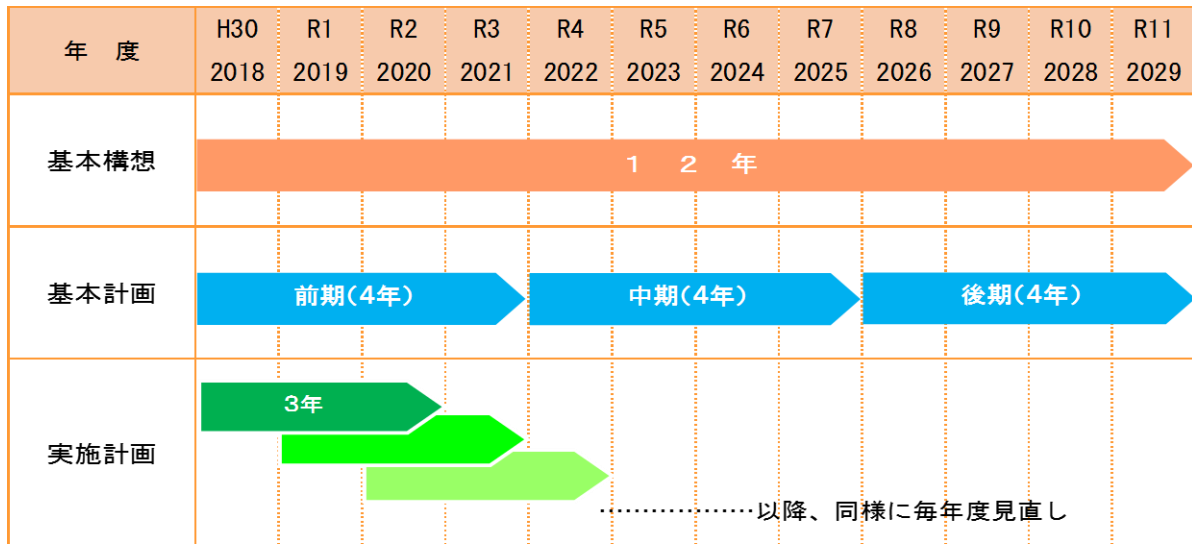 年 度 H30 R1 R2 R3 R4 R5 R6 R7 R8 R9 R10 R11
2018 2019 2020 2021 2022 2023 2024 2025 2026 2027 2028 2029
基本構想 1 2 年
基本計画 前期(4年) 中期(4年) 後期(4年)
3年
実施計画
………………以降、同様に毎年度見直し